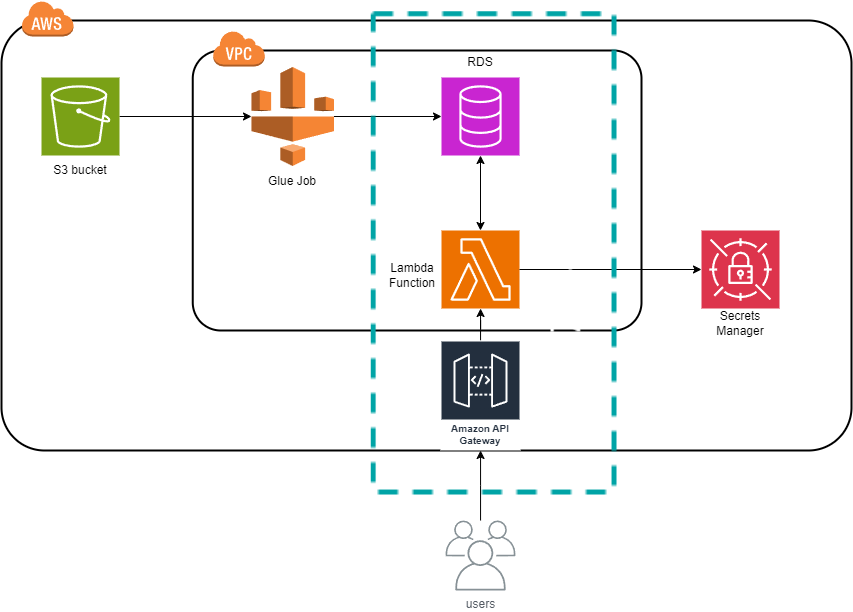 AWS
VPC
RDS
S3 bucket
Glue Job
Lambda
Function
Secrets
Manager
</>
Amazon API
Gateway
users